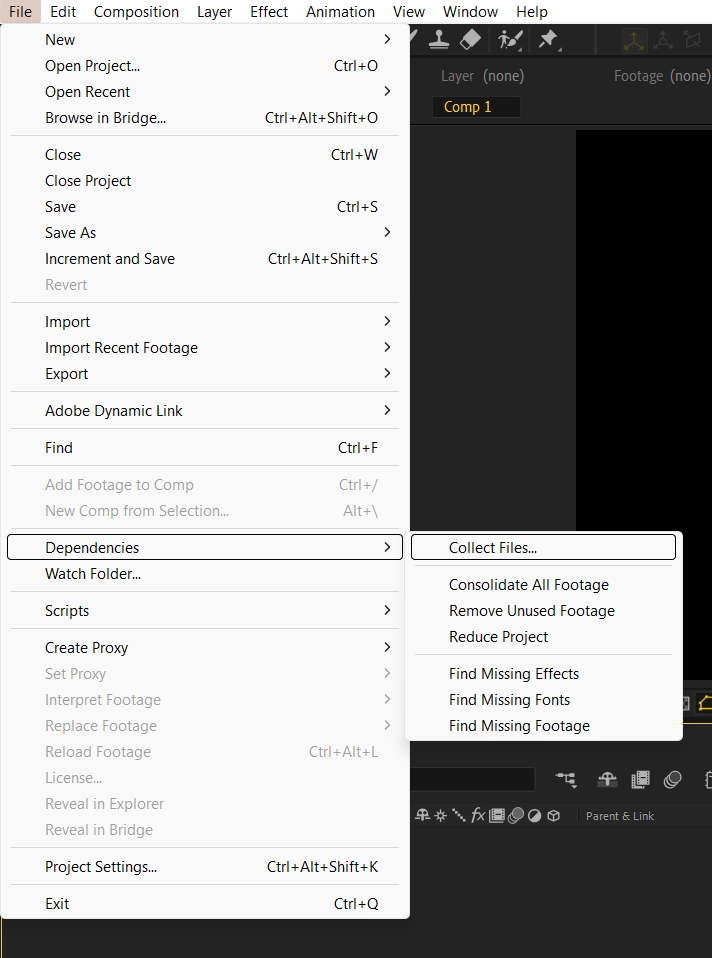 File Edit Composition Layer Effect Animation View Window Help
New
Open Project... Ctrl+O
Open Recent
Browse in Bridge... Ctrl+Alt+Shift+O
Close Ctrl+W
Close Project
Save Ctrl+S
Save As
Increment and Save Ctrl+Alt+Shift+S
Revert
Import
Import Recent Footage
Export
Adobe Dynamic Link
Find Ctrl+F
Add Footage to Comp Ctrl+/
New Comp from Selection... Alt+\
Dependencies
Watch Folder...
Scripts
Create Proxy
Set Proxy
Interpret Footage
Replace Footage
Reload Footage Ctrl+Alt+L
License...
Reveal in Explorer
Reveal in Bridge
Project Settings... Ctrl+Alt+Shift+K
Exit Ctrl+Q
Collect Files...
Consolidate All Footage
Remove Unused Footage
Reduce Project
Find Missing Effects
Find Missing Fonts
Find Missing Footage
Layer (none) Footage (none)
Comp 1
fx
Parent & Link